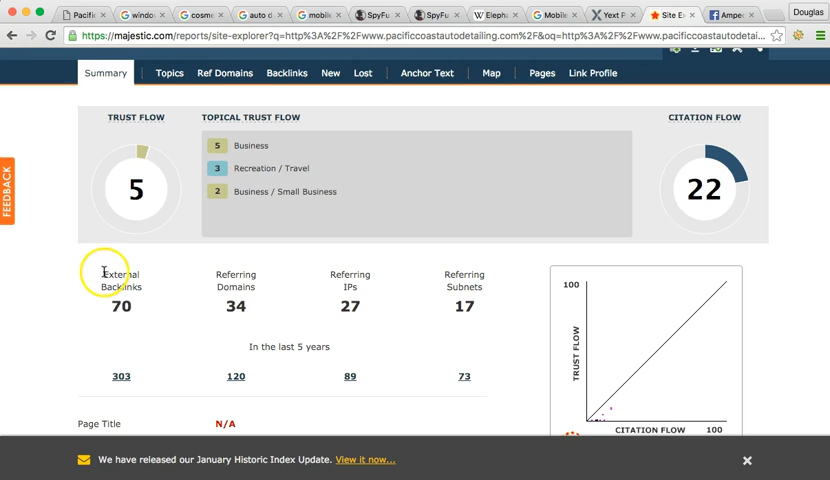 Pacific
window
cosme
auto d
mobile
SpyFu
SpyFu
Elepha
Mobile
Yext P
Site Ex
Amped
Douglas
https://majestic.com/reports/site-explorer?q=http%3A%2F%2Fwww.pacificcoastautodetailing.com%2F&oq=http%3A%2F%2Fwww.pacificcoastautodetai
Summary
Topics
Ref Domains
Backlinks
New
Lost
Anchor Text
Map
Pages
Link Profile
TRUST FLOW
TOPICAL TRUST FLOW
CITATION FLOW
5
5 Business
3 Recreation / Travel
2 Business / Small Business
22
FEEDBACK
External Backlinks
Referring Domains
Referring IPs
Referring Subnets
70
34
27
17
In the last 5 years
303
120
89
73
Page Title
N/A
100
TRUST FLOW
CITATION FLOW
100
We have released our January Historic Index Update. View it now...